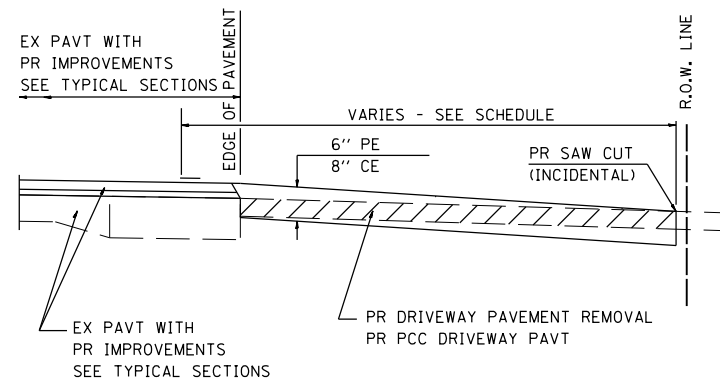 EX PAVT WITH
PR IMPROVEMENTS
SEE TYPICAL SECTIONS
EDGE OF PAVEMENT
VARIES - SEE SCHEDULE
R.O.W. LINE
6'' PE
8'' CE
PR SAW CUT
(INCIDENTAL)
EX PAVT WITH
PR IMPROVEMENTS
SEE TYPICAL SECTIONS
PR DRIVEWAY PAVEMENT REMOVAL
PR PCC DRIVEWAY PAVT